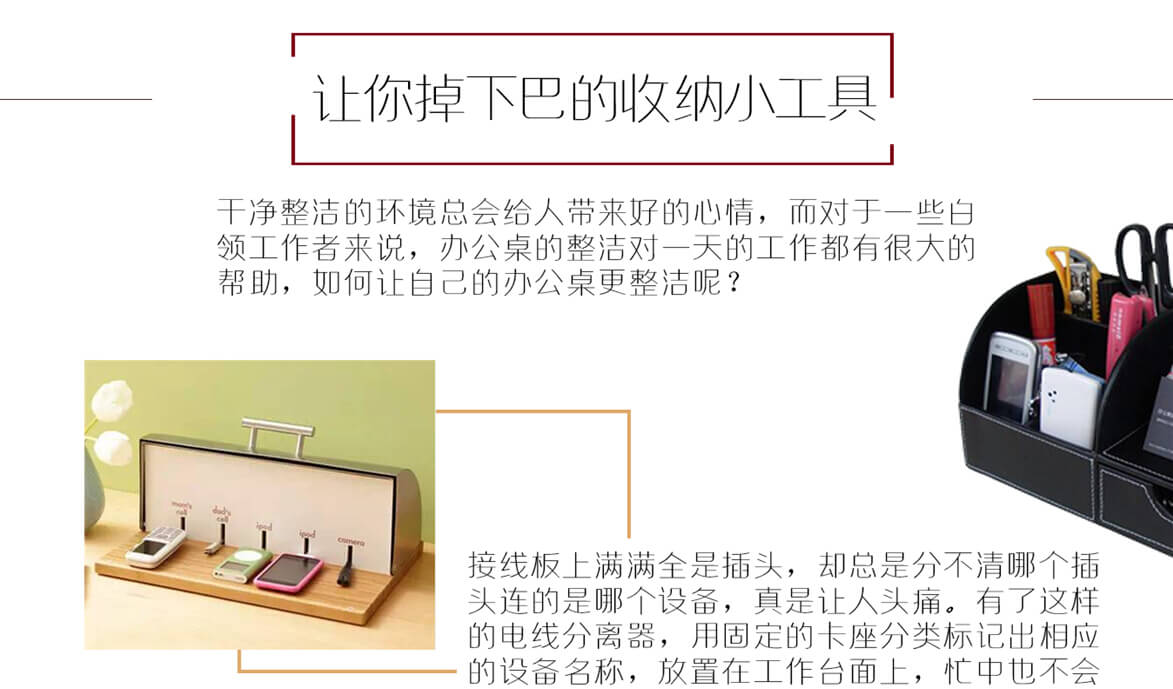 让你掉下巴的收纳小工具
干净整洁的环境总会给人带来好的心情，而对于一些白
领工作者来说，办公桌的整洁对一天的工作都有很大的
帮助，如何让自己的办公桌更整洁呢？
mom's
cell
dad's
cell
ipod
ipod
camera
接线板上满满全是插头，却总是分不清哪个插
头连的是哪个设备，真是让人头痛。有了这样
的电线分离器，用固定的卡座分类标记出相应
的设备名称，放置在工作台面上，忙中也不会